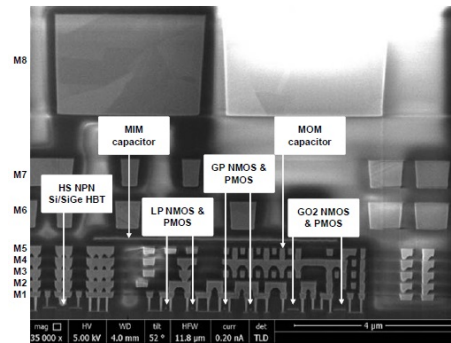 M8
MIM
capacitor
MOM
capacitor
M7
GP NMOS &
PMOS
HS NPN
Si/SiGe HBT
M6
LP NMOS &
PMOS
GO2 NMOS
& PMOS
M5
M4
M3
M2
M1
mag HV WD tilt HFW curr det
35 000 x 5.00 kV 4.0 mm 52 ° 11.8 µm 0.20 nA TLD
4 µm